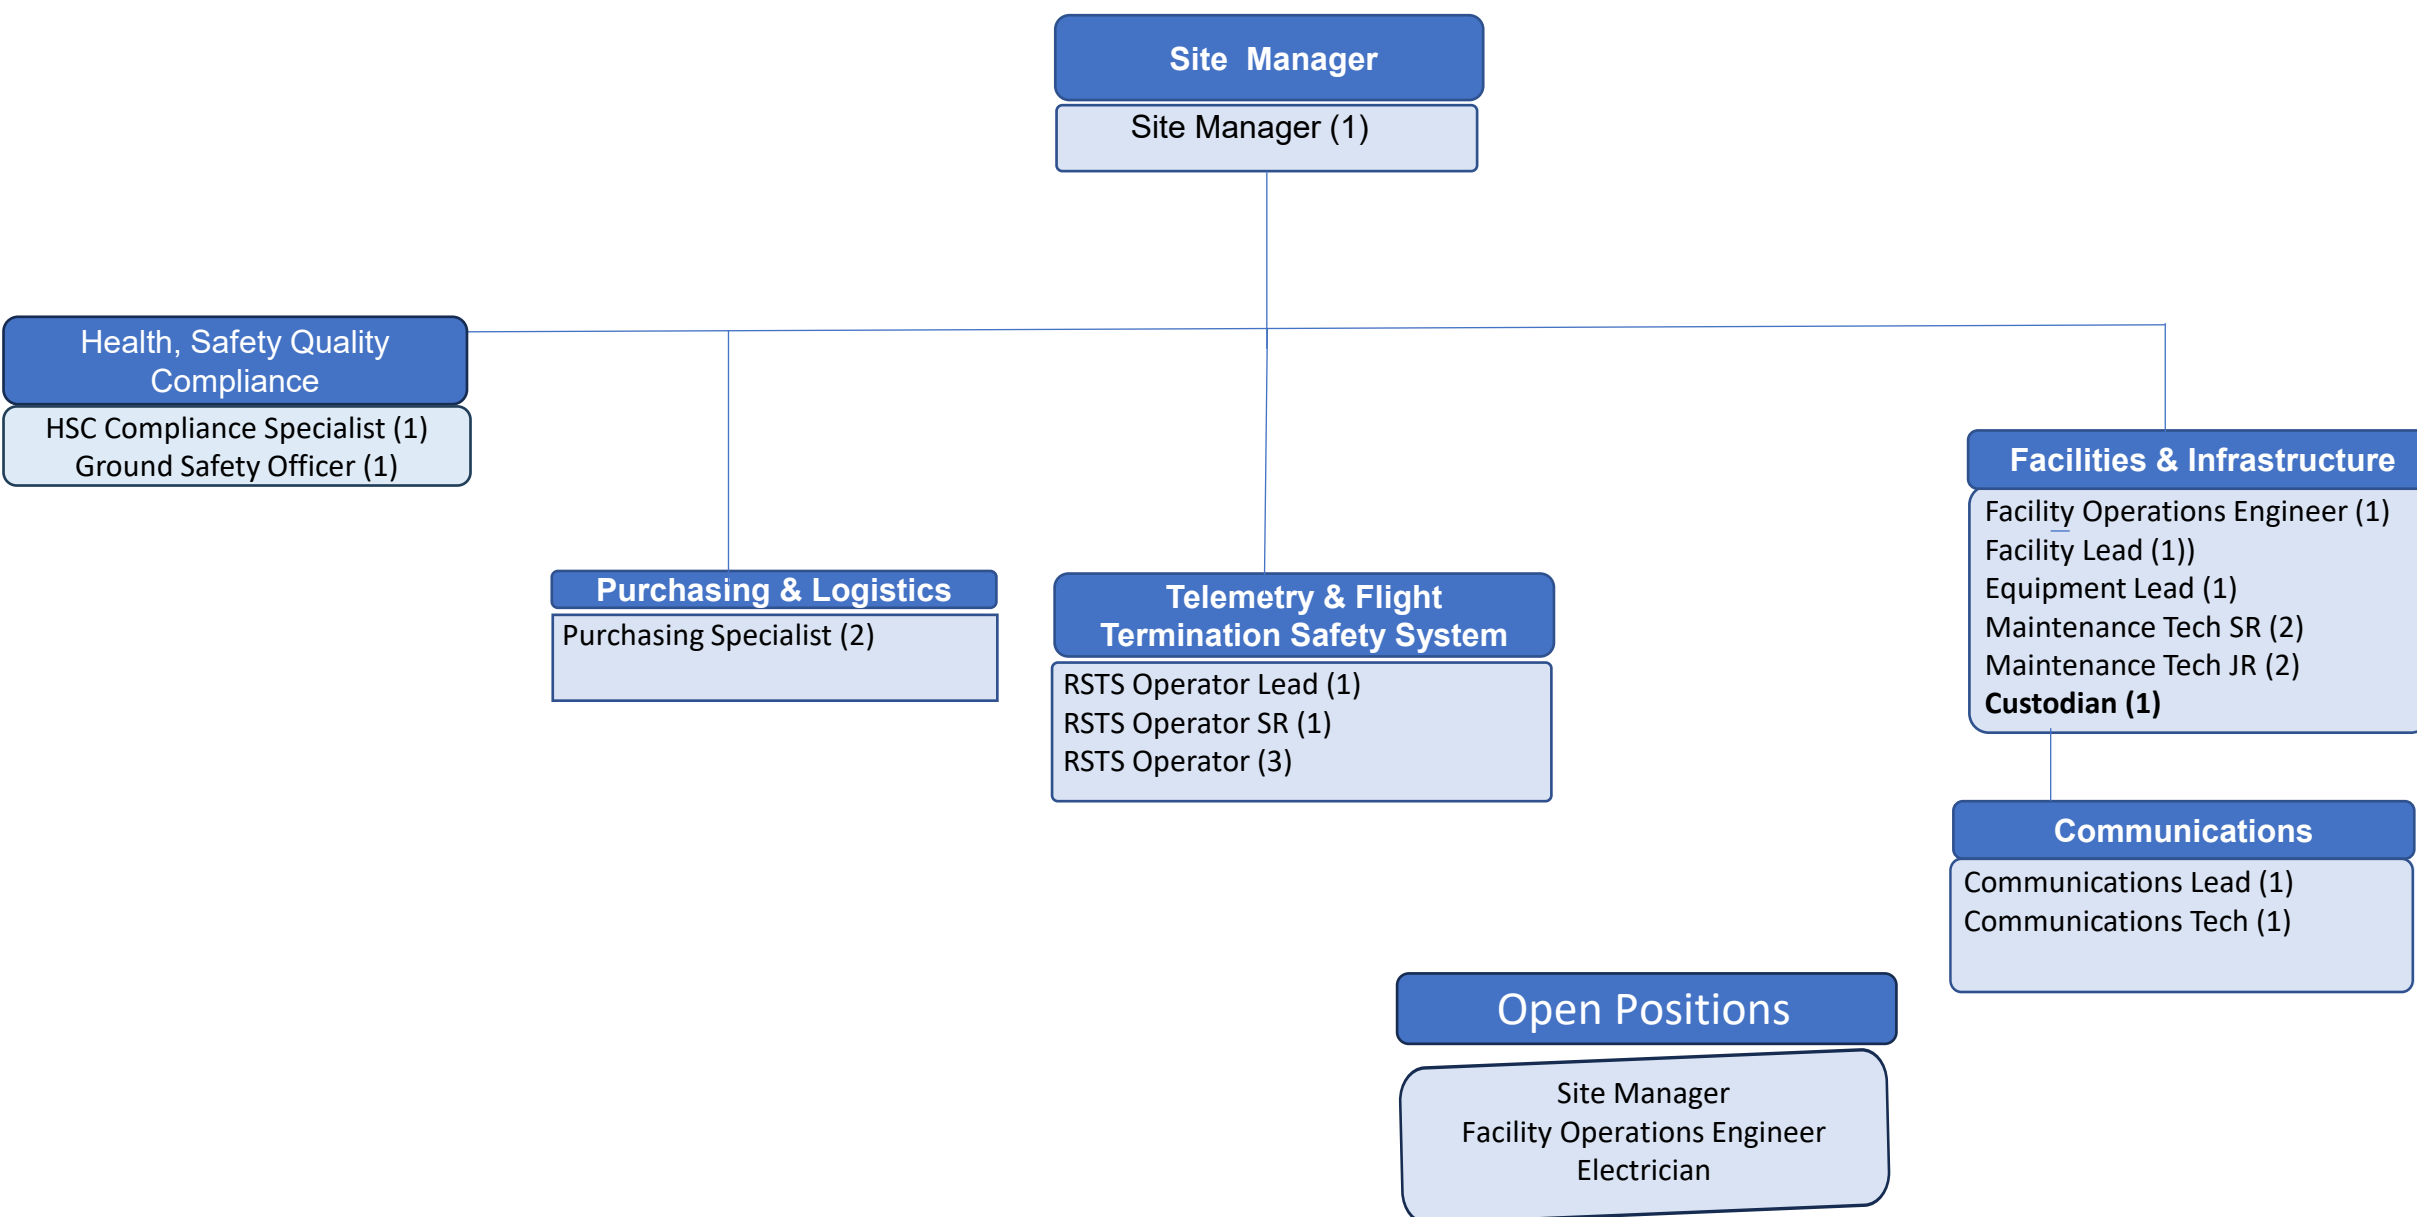 Site  Manager
Site Manager (1)
Health, Safety Quality
Compliance
HSC Compliance Specialist (1)
Ground Safety Officer (1)
Purchasing & Logistics
Purchasing Specialist (2)
Telemetry & Flight
Termination Safety System
RSTS Operator Lead (1)
RSTS Operator SR (1)
RSTS Operator (3)
Facilities & Infrastructure
Facility Operations Engineer (1)
Facility Lead (1))
Equipment Lead (1)
Maintenance Tech SR (2)
Maintenance Tech JR (2)
Custodian (1)
Communications
Communications Lead (1)
Communications Tech (1)
Open Positions
Site Manager
Facility Operations Engineer
Electrician